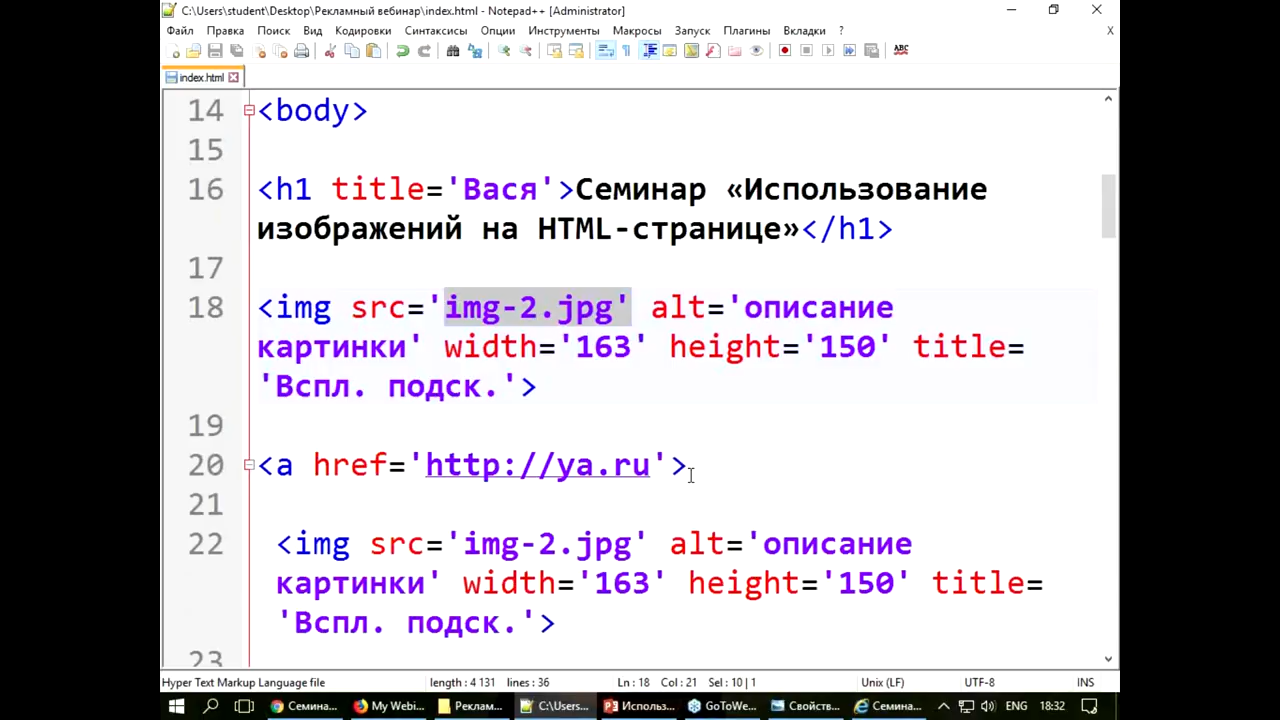 C:\Users\student\Desktop\Рекламный вебинар\index.html - Notepad++ [Administrator]
Файл Правка Поиск Вид Кодировки Синтаксисы Опции Инструменты Макросы Запуск Плагины Вкладки ? X
index.html
14 <body>
15
16 <h1 title='Вася'>Семинар «Использование
изображений на HTML-странице»</h1>
17
18 <img src='img-2.jpg' alt='описание
картинки' width='163' height='150' title=
'Вспл. подск.'>
19
20 <a href='http://ya.ru'>
21
22 <img src='img-2.jpg' alt='описание
картинки' width='163' height='150' title=
'Вспл. подск.'>
23
Hyper Text Markup Language file length : 4 131 lines : 36 Ln : 18 Col : 21 Sel : 10 | 1 Unix (LF) UTF-8 INS
Семина... My Webi... Реклам... C:\Users... Использ... GoToWe... Свойств... Семина... ENG 18:32